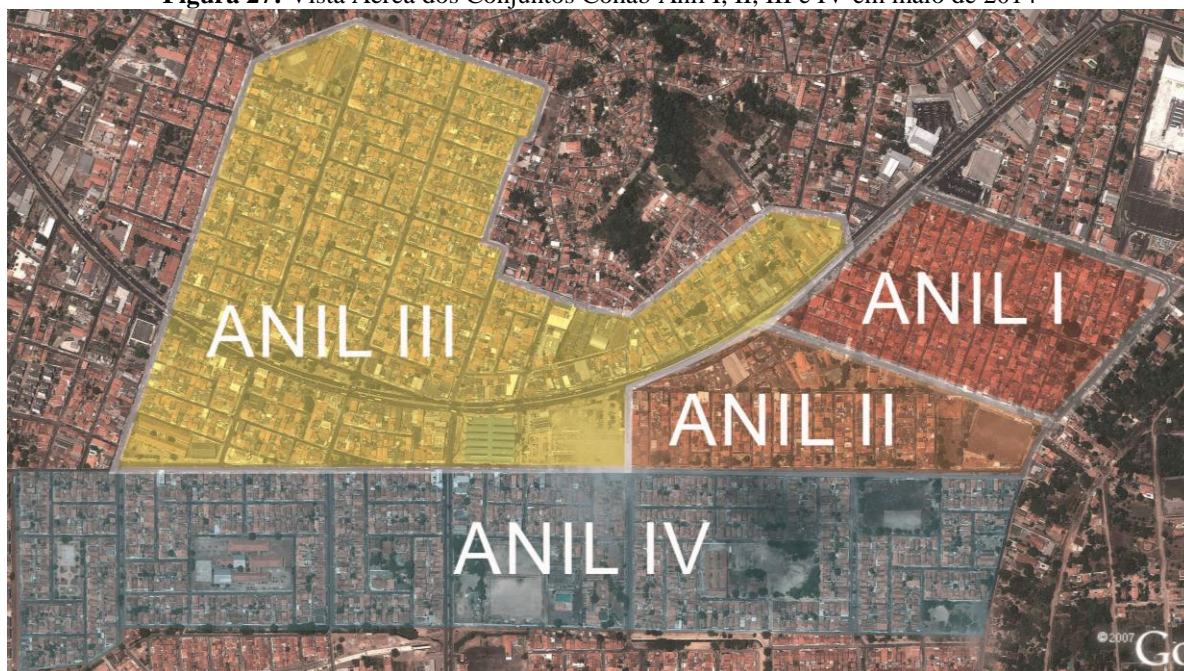 Figura 27: Vista Aérea dos Conjuntos Cohab Anil I, II, III e IV em maio de 2014
ANIL I
ANIL III
ANIL II
ANIL IV
©2007 Go